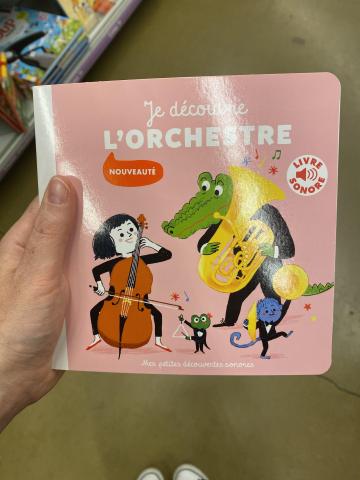 Je découvre
L'ORCHESTRE
NOUVEAUTÉ
LIVRE
SONORE
Mes petites découvertes sonores